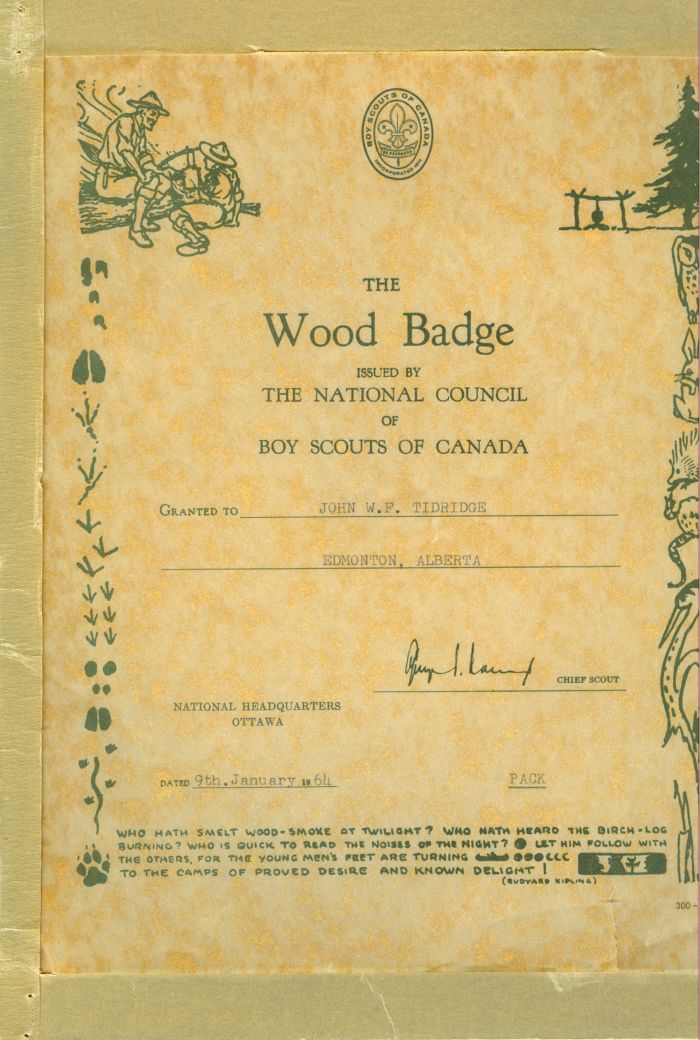 BOY SCOUTS OF CANADA
BE PREPARED
INCORPORATED 1914
THE
Wood Badge
ISSUED BY
THE NATIONAL COUNCIL
OF
BOY SCOUTS OF CANADA
GRANTED TO JOHN W.F. TIDRIDGE
EDMONTON, ALBERTA
CHIEF SCOUT
NATIONAL HEADQUARTERS
OTTAWA
DATED 9th. January 1964 PACK
WHO HATH SMELT WOOD-SMOKE AT TWILIGHT? WHO HATH HEARD THE BIRCH-LOG
BURNING? WHO IS QUICK TO READ THE NOISES OF THE NIGHT? LET HIM FOLLOW WITH
THE OTHERS, FOR THE YOUNG MEN'S FEET ARE TURNING
TO THE CAMPS OF PROVED DESIRE AND KNOWN DELIGHT!
(RUDYARD KIPLING)
300-